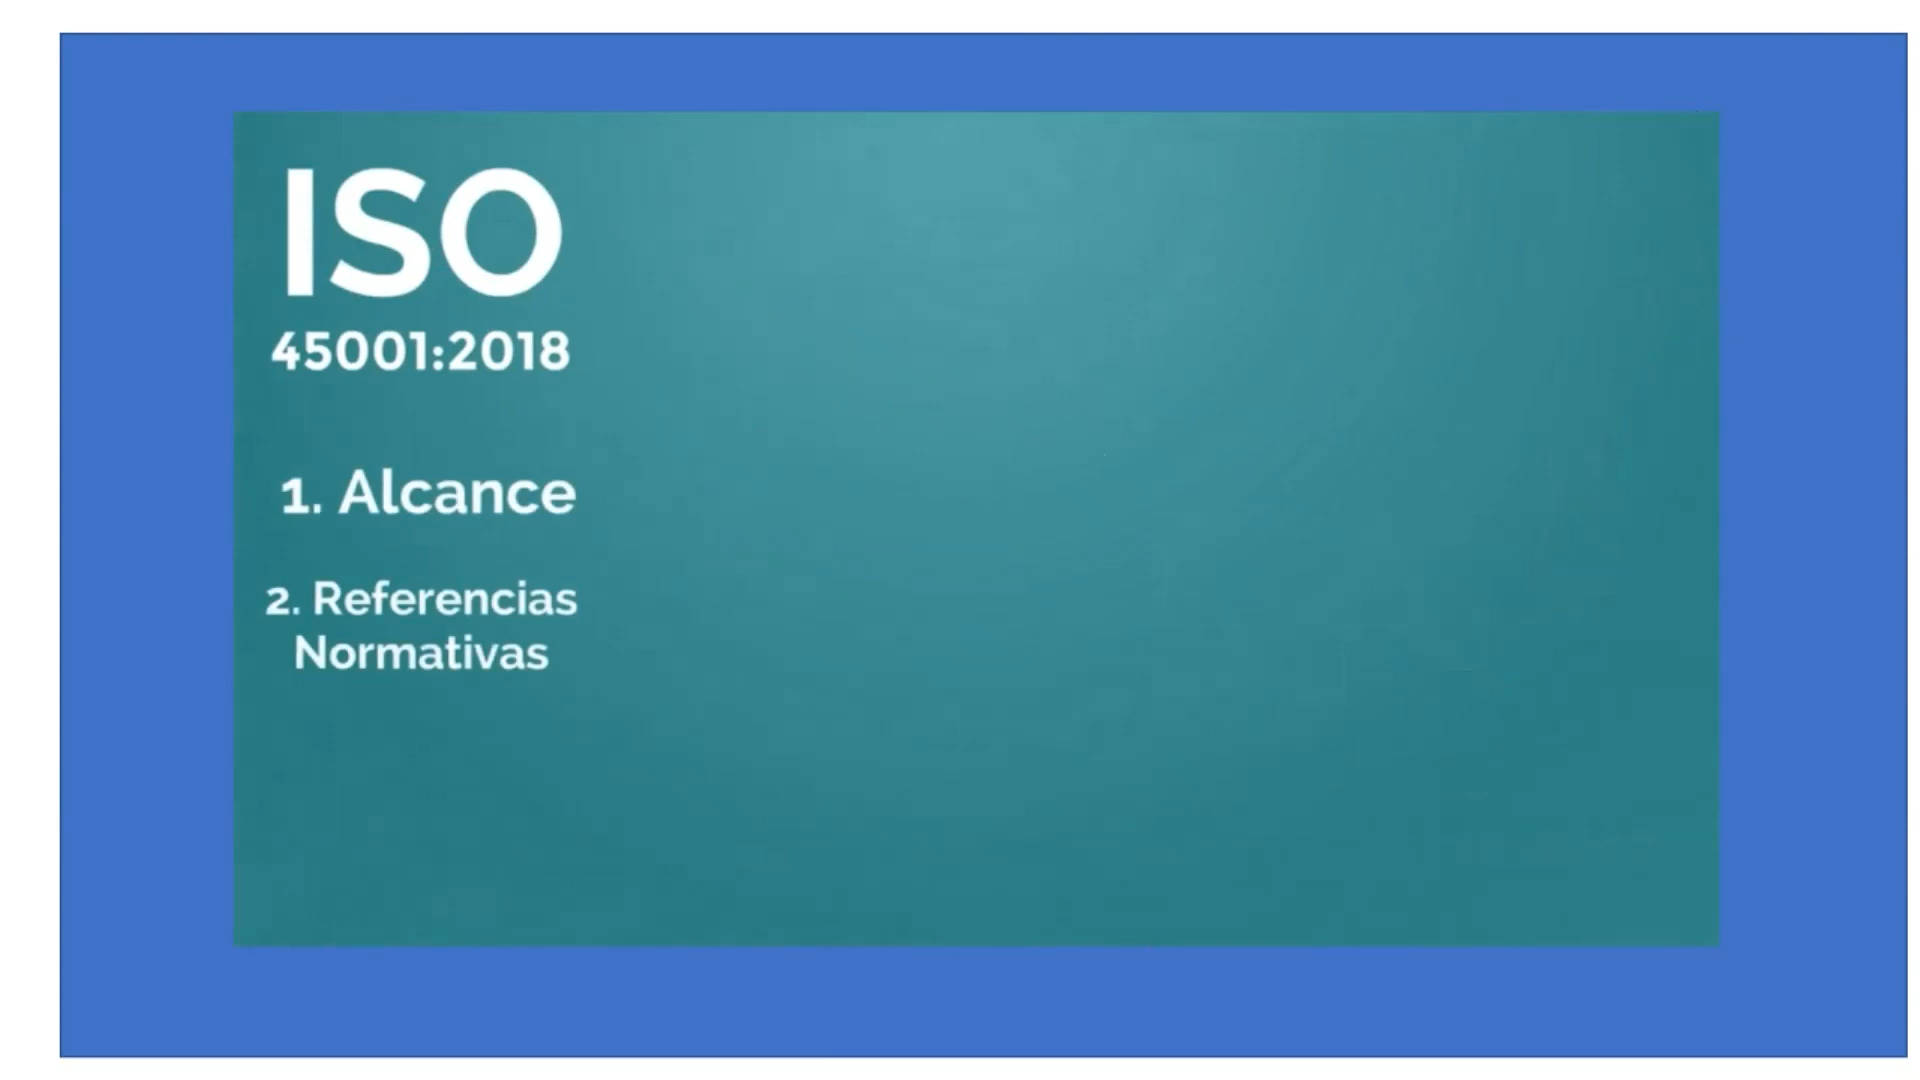 ISO
45001:2018
1. Alcance
2. Referencias
Normativas